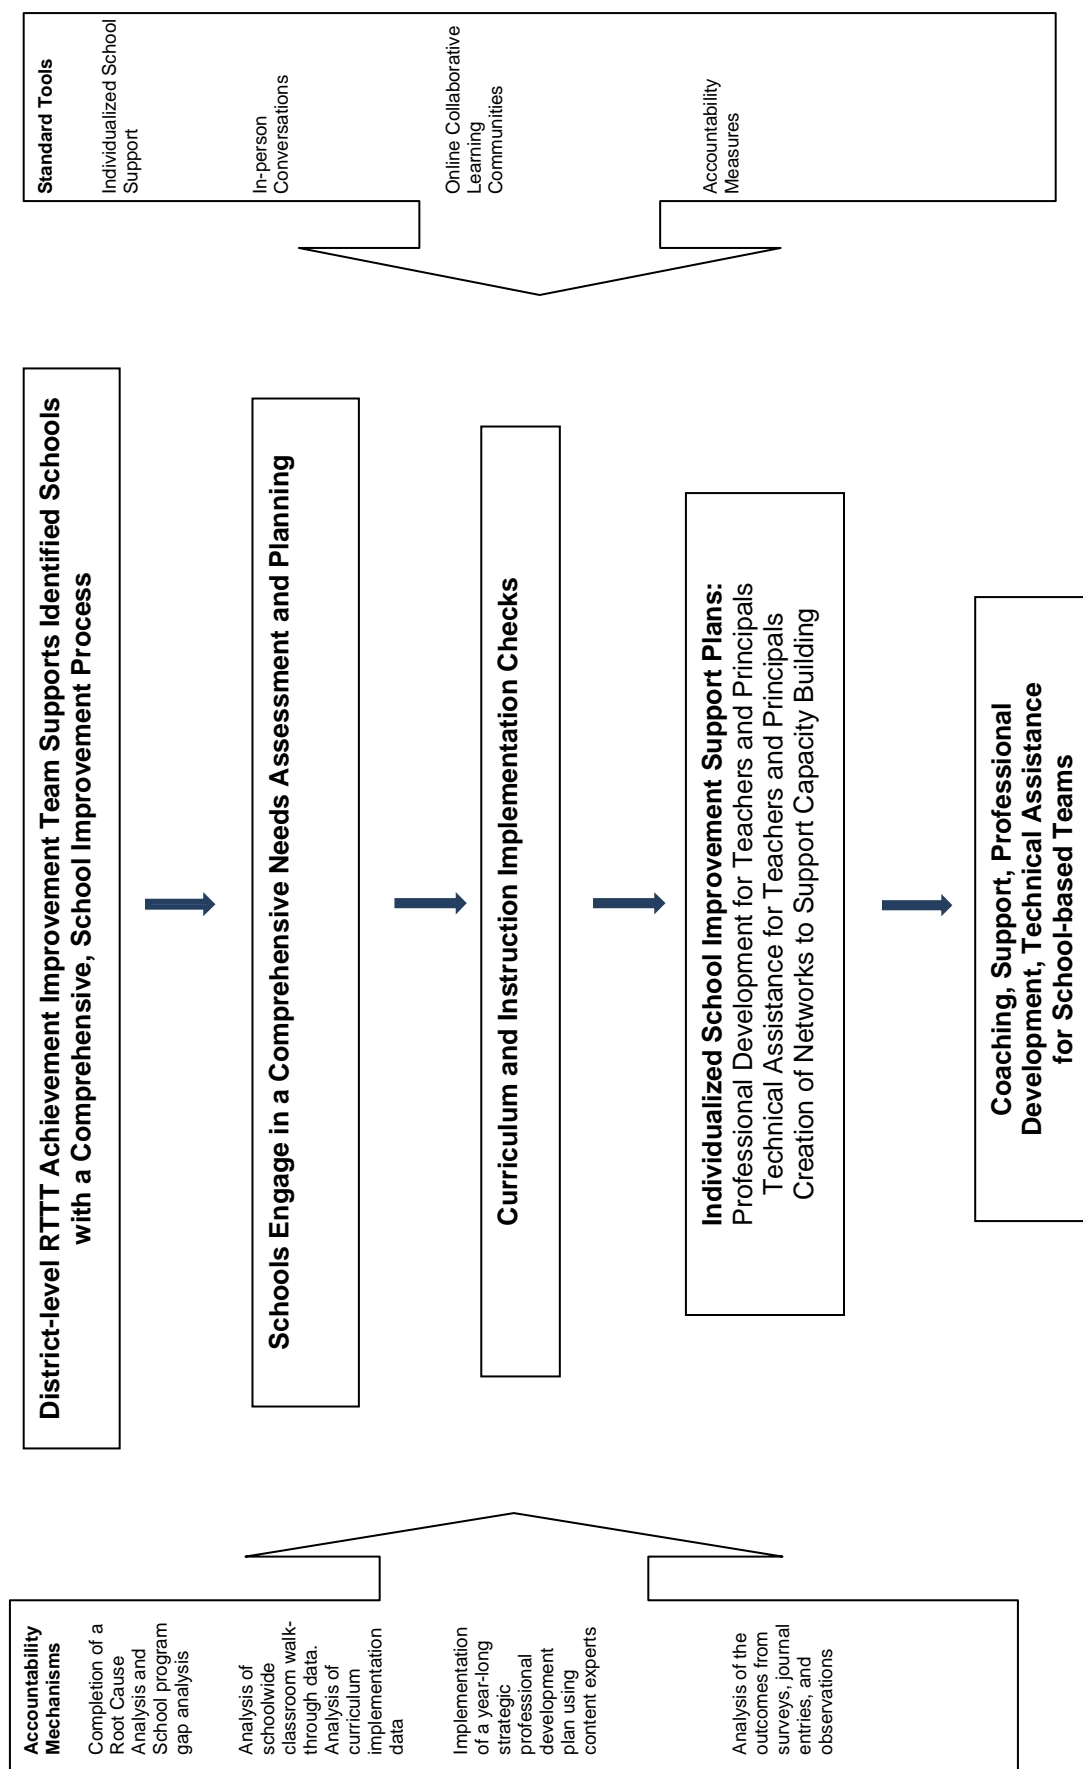 Accountability
Mechanisms
Completion of a
Root Cause
Analysis and
School program
gap analysis
Analysis of
schoolwide
classroom walk-
through data.
Analysis of
curriculum
implementation
data
Implementation
of a year-long
strategic
professional
development
plan using
content experts
Analysis of the
outcomes from
surveys, journal
entries, and
observations
District-level RTTT Achievement Improvement Team Supports Identified Schools
with a Comprehensive, School Improvement Process
Schools Engage in a Comprehensive Needs Assessment and Planning
Curriculum and Instruction Implementation Checks
Individualized School Improvement Support Plans:
Professional Development for Teachers and Principals
Technical Assistance for Teachers and Principals
Creation of Networks to Support Capacity Building
Coaching, Support, Professional
Development, Technical Assistance
for School-based Teams
Standard Tools
Individualized School
Support
In-person
Conversations
Online Collaborative
Learning
Communities
Accountability
Measures